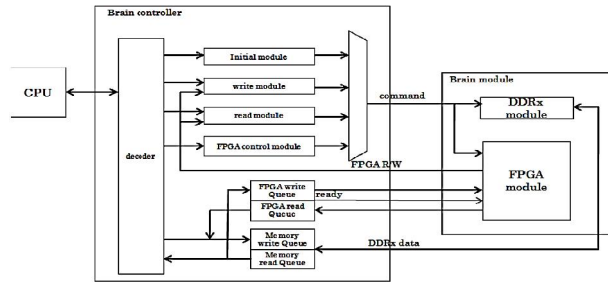 Brain controller
Initial module
write module
read module
FPGA control module
CPU
decoder
command
Brain module
DDRx
module
FPGA R/W
FPGA
module
FPGA write
Queue
ready
FPGA read
Queue
Memory
write Queue
Memory
read Queue
DDRx data